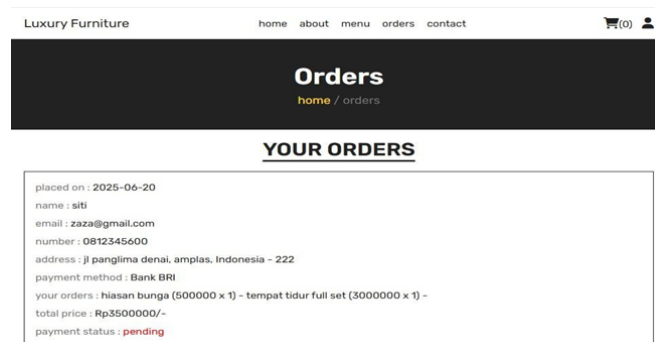 Luxury Furniture home about menu orders contact (0)
Orders
home / orders
YOUR ORDERS
placed on : 2025-06-20
name : siti
email : zaza@gmail.com
number : 0812345600
address : jl panglima denai, amplas, Indonesia - 222
payment method : Bank BRI
your orders : hiasan bunga (500000 x 1) - tempat tidur full set (3000000 x 1) -
total price : Rp3500000/-
payment status : pending